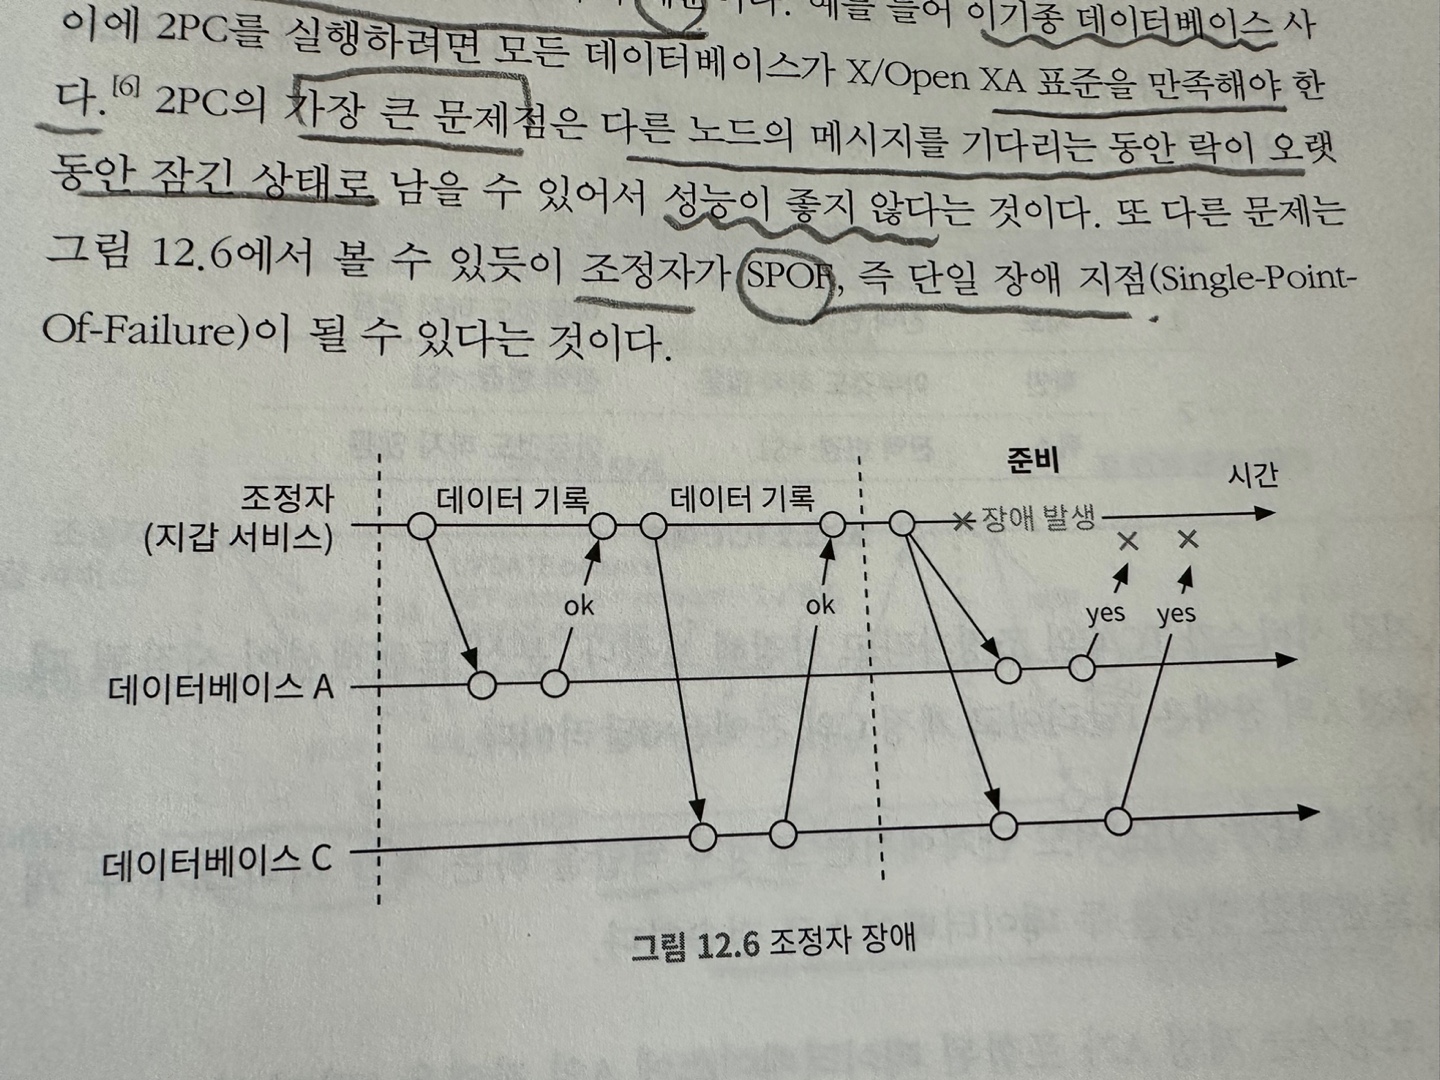 이다. 예를 들어 이기종 데이터베이스 사
이에 2PC를 실행하려면 모든 데이터베이스가 X/Open XA 표준을 만족해야 한
다.[6] 2PC의 가장 큰 문제점은 다른 노드의 메시지를 기다리는 동안 락이 오랫
동안 잠긴 상태로 남을 수 있어서 성능이 좋지 않다는 것이다. 또 다른 문제는
그림 12.6에서 볼 수 있듯이 조정자가 SPOF, 즉 단일 장애 지점(Single-Point-
Of-Failure)이 될 수 있다는 것이다.
준비
시간
조정자
(지갑 서비스)
데이터 기록
데이터 기록
장애 발생
ok
ok
yes
yes
데이터베이스 A
데이터베이스 C
그림 12.6 조정자 장애